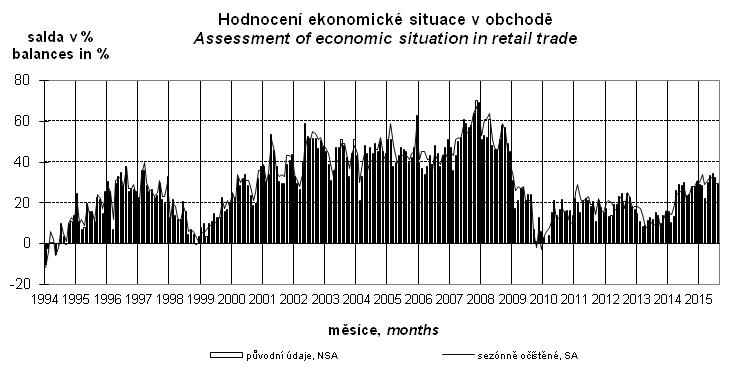 Hodnocení ekonomické situace v obchodě
Assessment of economic situation in retail trade
salda v %
balances in %
80
60
40
20
0
-20
1994 1995 1996 1997 1998 1999 2000 2001 2002 2003 2004 2005 2006 2007 2008 2009 2010 2011 2012 2013 2014 2015
měsíce, months
původní údaje, NSA sezónně očištěné, SA